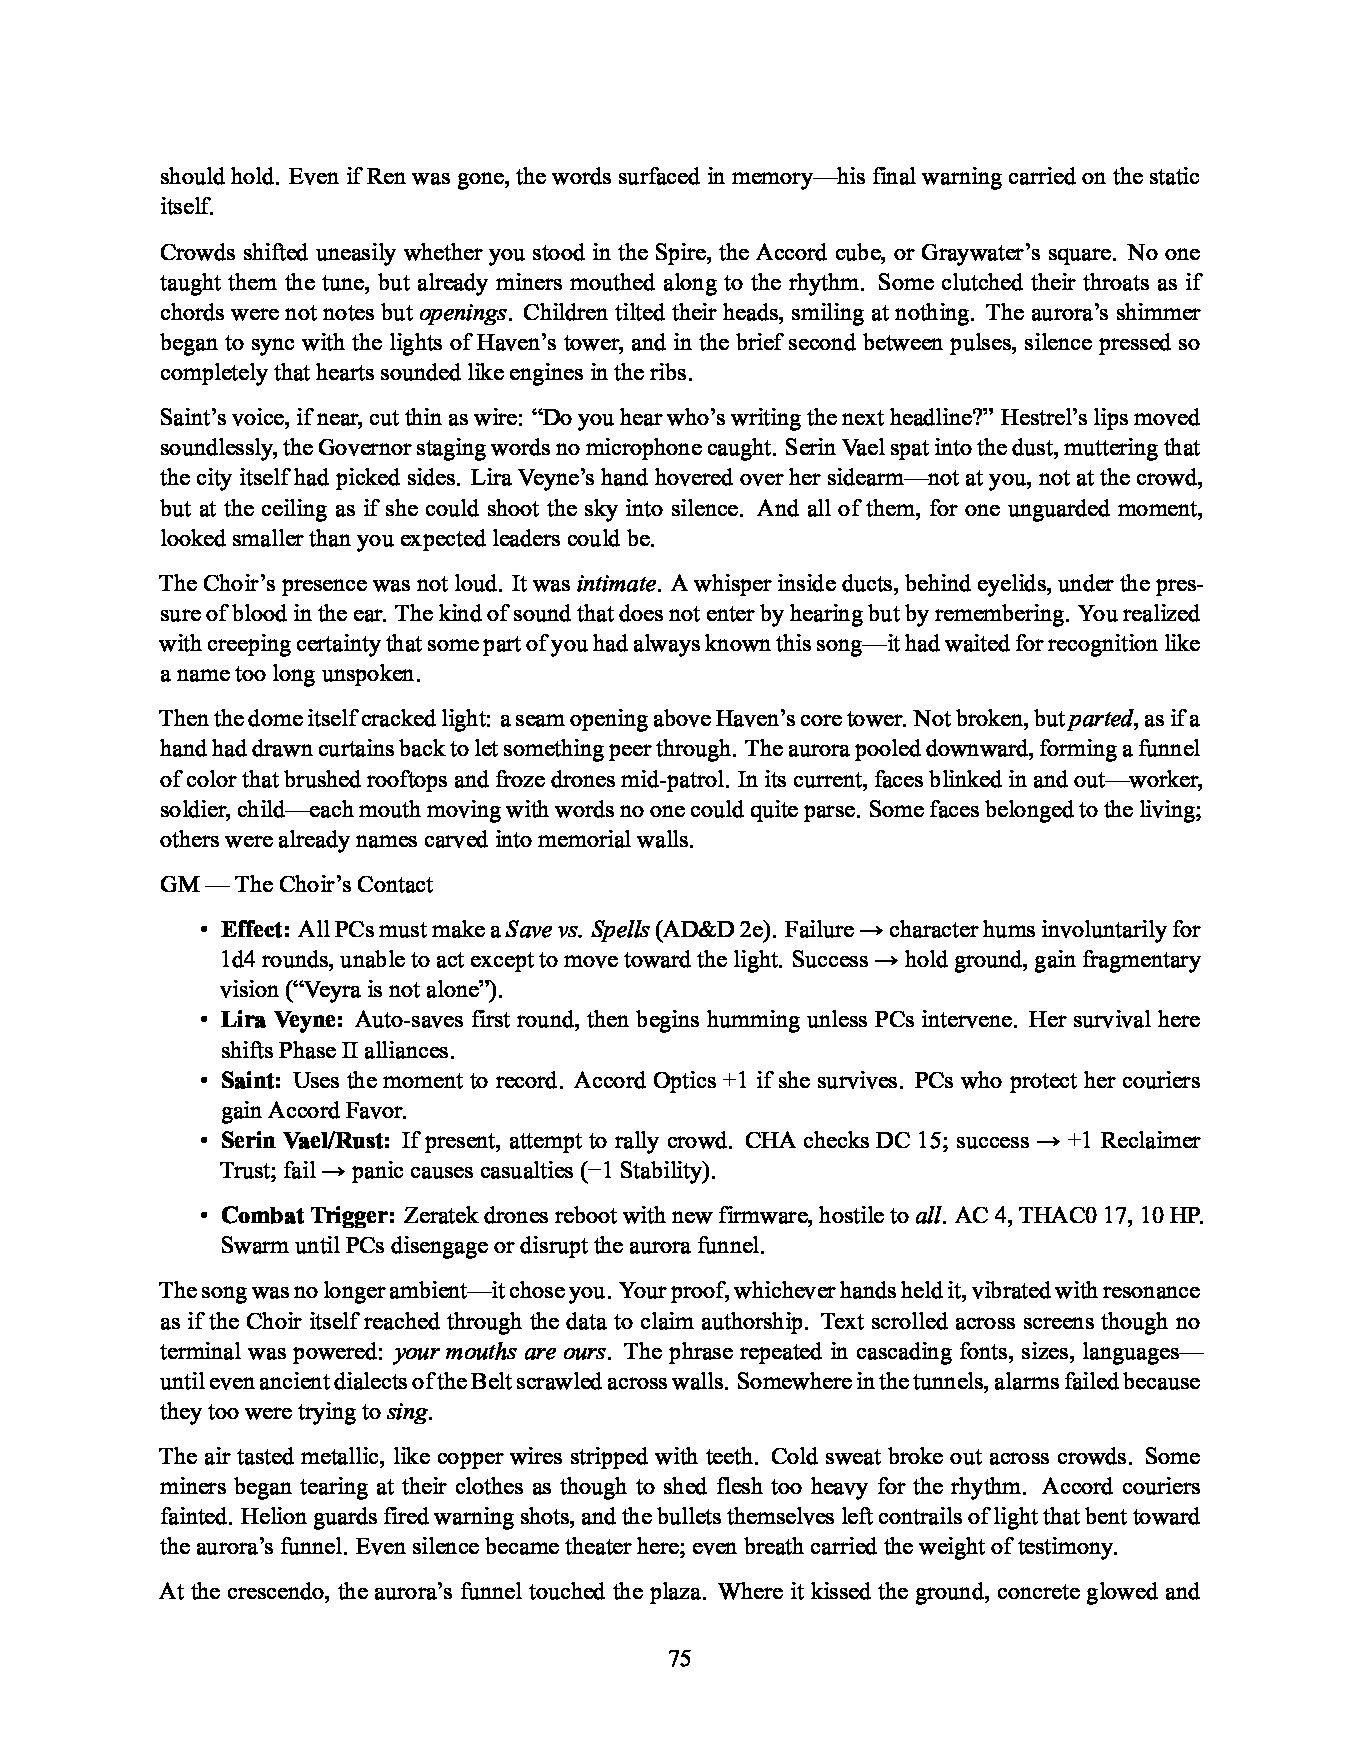 should hold. Even if Ren was gone, the words surfaced in memory—his final warning carried on the static
itself.
Crowds shifted uneasily whether you stood in the Spire, the Accord cube, or Graywater’s square. No one
taught them the tune, but already miners mouthed along to the rhythm. Some clutched their throats as if
chords were not notes but openings. Children tilted their heads, smiling at nothing. The aurora’s shimmer
began to sync with the lights of Haven’s tower, and in the brief second between pulses, silence pressed so
completely that hearts sounded like engines in the ribs.
Saint’s voice, if near, cut thin as wire: “Do you hear who’s writing the next headline?” Hestrel’s lips moved
soundlessly, the Governor staging words no microphone caught. Serin Vael spat into the dust, muttering that
the city itself had picked sides. Lira Veyne’s hand hovered over her sidearm—not at you, not at the crowd,
but at the ceiling as if she could shoot the sky into silence. And all of them, for one unguarded moment,
looked smaller than you expected leaders could be.
The Choir’s presence was not loud. It was intimate. A whisper inside ducts, behind eyelids, under the pres-
sure of blood in the ear. The kind of sound that does not enter by hearing but by remembering. You realized
with creeping certainty that some part of you had always known this song—it had waited for recognition like
a name too long unspoken.
Then the dome itself cracked light: a seam opening above Haven’s core tower. Not broken, but parted, as if a
hand had drawn curtains back to let something peer through. The aurora pooled downward, forming a funnel
of color that brushed rooftops and froze drones mid-patrol. In its current, faces blinked in and out—worker,
soldier, child—each mouth moving with words no one could quite parse. Some faces belonged to the living;
others were already names carved into memorial walls.
GM — The Choir’s Contact
• Effect: All PCs must make a Save vs. Spells (AD&D 2e). Failure → character hums involuntarily for
1d4 rounds, unable to act except to move toward the light. Success → hold ground, gain fragmentary
vision (“Veyra is not alone”).
• Lira Veyne: Auto-saves first round, then begins humming unless PCs intervene. Her survival here
shifts Phase II alliances.
• Saint: Uses the moment to record. Accord Optics +1 if she survives. PCs who protect her couriers
gain Accord Favor.
• Serin Vael/Rust: If present, attempt to rally crowd. CHA checks DC 15; success → +1 Reclaimer
Trust; fail → panic causes casualties (−1 Stability).
• Combat Trigger: Zeratek drones reboot with new firmware, hostile to all. AC 4, THAC0 17, 10 HP.
Swarm until PCs disengage or disrupt the aurora funnel.
The song was no longer ambient—it chose you. Your proof, whichever hands held it, vibrated with resonance
as if the Choir itself reached through the data to claim authorship. Text scrolled across screens though no
terminal was powered: your mouths are ours. The phrase repeated in cascading fonts, sizes, languages—
until even ancient dialects of the Belt scrawled across walls. Somewhere in the tunnels, alarms failed because
they too were trying to sing.
The air tasted metallic, like copper wires stripped with teeth. Cold sweat broke out across crowds. Some
miners began tearing at their clothes as though to shed flesh too heavy for the rhythm. Accord couriers
fainted. Helion guards fired warning shots, and the bullets themselves left contrails of light that bent toward
the aurora’s funnel. Even silence became theater here; even breath carried the weight of testimony.
At the crescendo, the aurora’s funnel touched the plaza. Where it kissed the ground, concrete glowed and
75